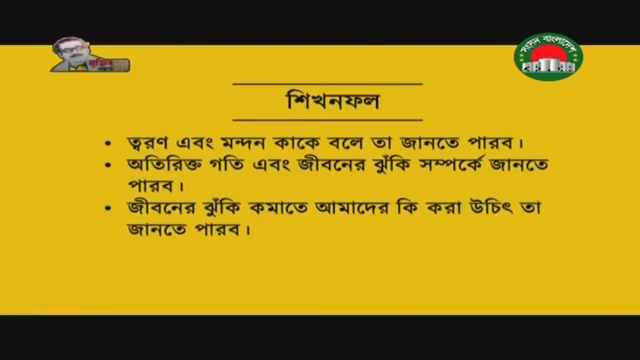 সংসদ বাংলাদেশ
শিখনফল
• ত্বরণ এবং মন্দন কাকে বলে তা জানতে পারব।
• অতিরিক্ত গতি এবং জীবনের ঝুঁকি সম্পর্কে জানতে
পারব।
• জীবনের ঝুঁকি কমাতে আমাদের কি করা উচিৎ তা
জানতে পারব।